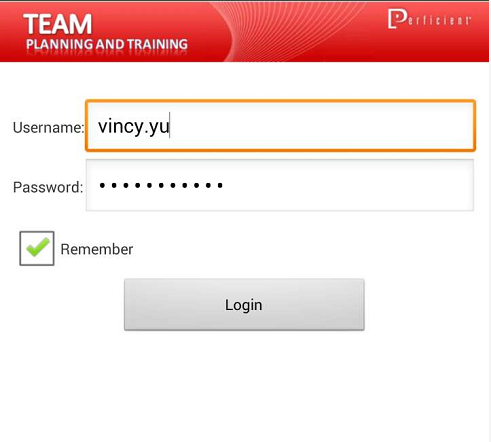 TEAM
PLANNING AND TRAINING
Perficient
Username: vincy.yu
Password: •••••••••••
Remember
Login